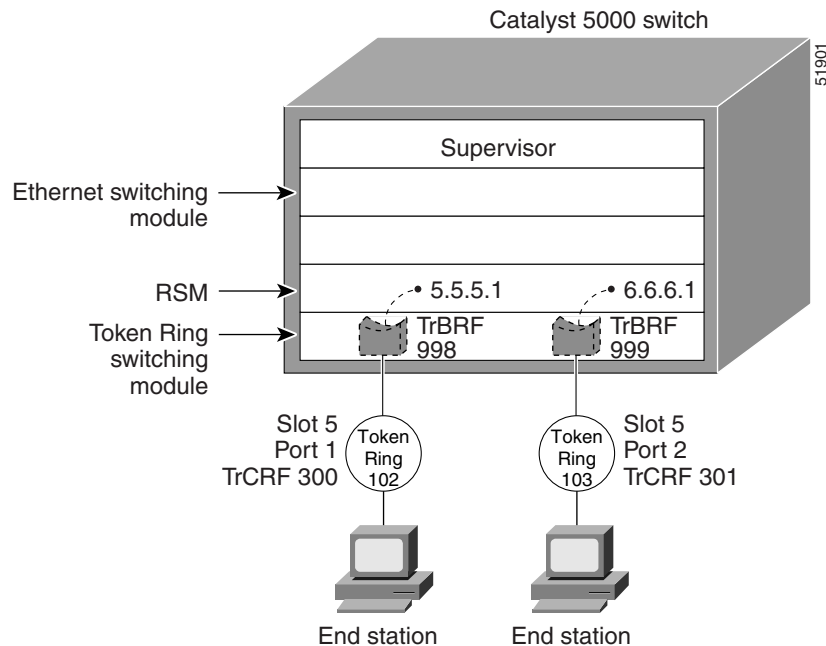 Catalyst 5000 switch
51901
Supervisor
Ethernet switching
module
RSM
5.5.5.1
6.6.6.1
Token Ring
switching
module
TrBRF
998
TrBRF
999
Slot 5
Port 1
TrCRF 300
Token
Ring
102
Token
Ring
103
Slot 5
Port 2
TrCRF 301
End station
End station